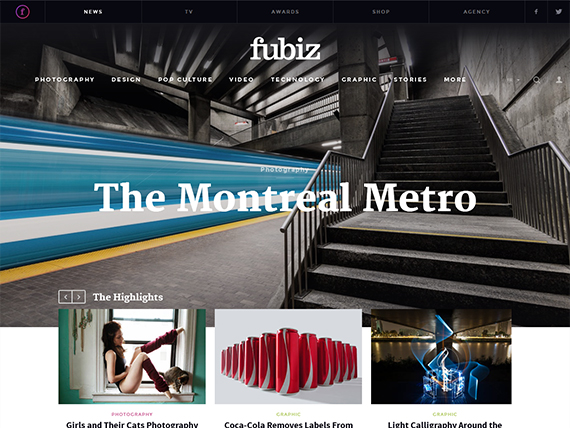 f
NEWS
TV
AWARDS
SHOP
AGENCY
fubiz
PHOTOGRAPHY DESIGN POP CULTURE VIDEO TECHNOLOGY GRAPHIC STORIES MORE
Photography
The Montreal Metro
The Highlights
PHOTOGRAPHY
Girls and Their Cats Photography
GRAPHIC
Coca-Cola Removes Labels From
GRAPHIC
Light Calligraphy Around the